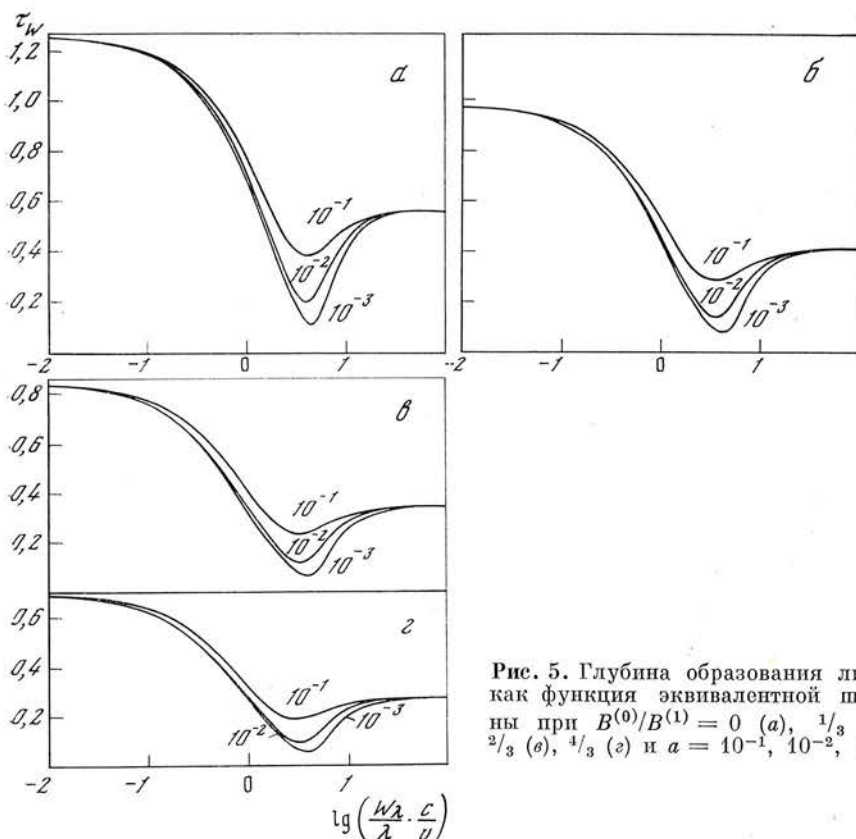 τ_W
1,2
1,0
0,8
0,6
0,4
0,2
-2 -1 0 1
а
10⁻¹
10⁻²
10⁻³
-2 -1 0 1
б
10⁻¹
10⁻²
10⁻³
0,8
0,6
0,4
0,2
в
10⁻¹
10⁻²
10⁻³
0,6
0,4
0,2
-2 -1 0 1
г
10⁻¹
10⁻²
10⁻³
lg (W_λ/λ · c/υ)
Рис. 5. Глубина образования ли
как функция эквивалентной ш
ны при B⁽⁰⁾/B⁽¹⁾ = 0 (а), ¹/₃
²/₃ (в), ⁴/₃ (г) и a = 10⁻¹, 10⁻²,